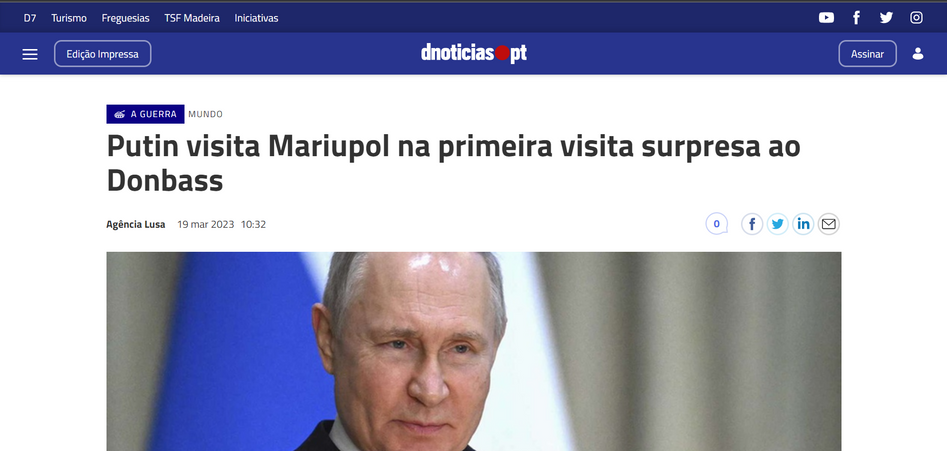 D7 Turismo Freguesias TSF Madeira Iniciativas
Edição Impressa dnoticias pt Assinar
A GUERRA MUNDO
Putin visita Mariupol na primeira visita surpresa ao
Donbass
Agência Lusa 19 mar 2023 10:32 0